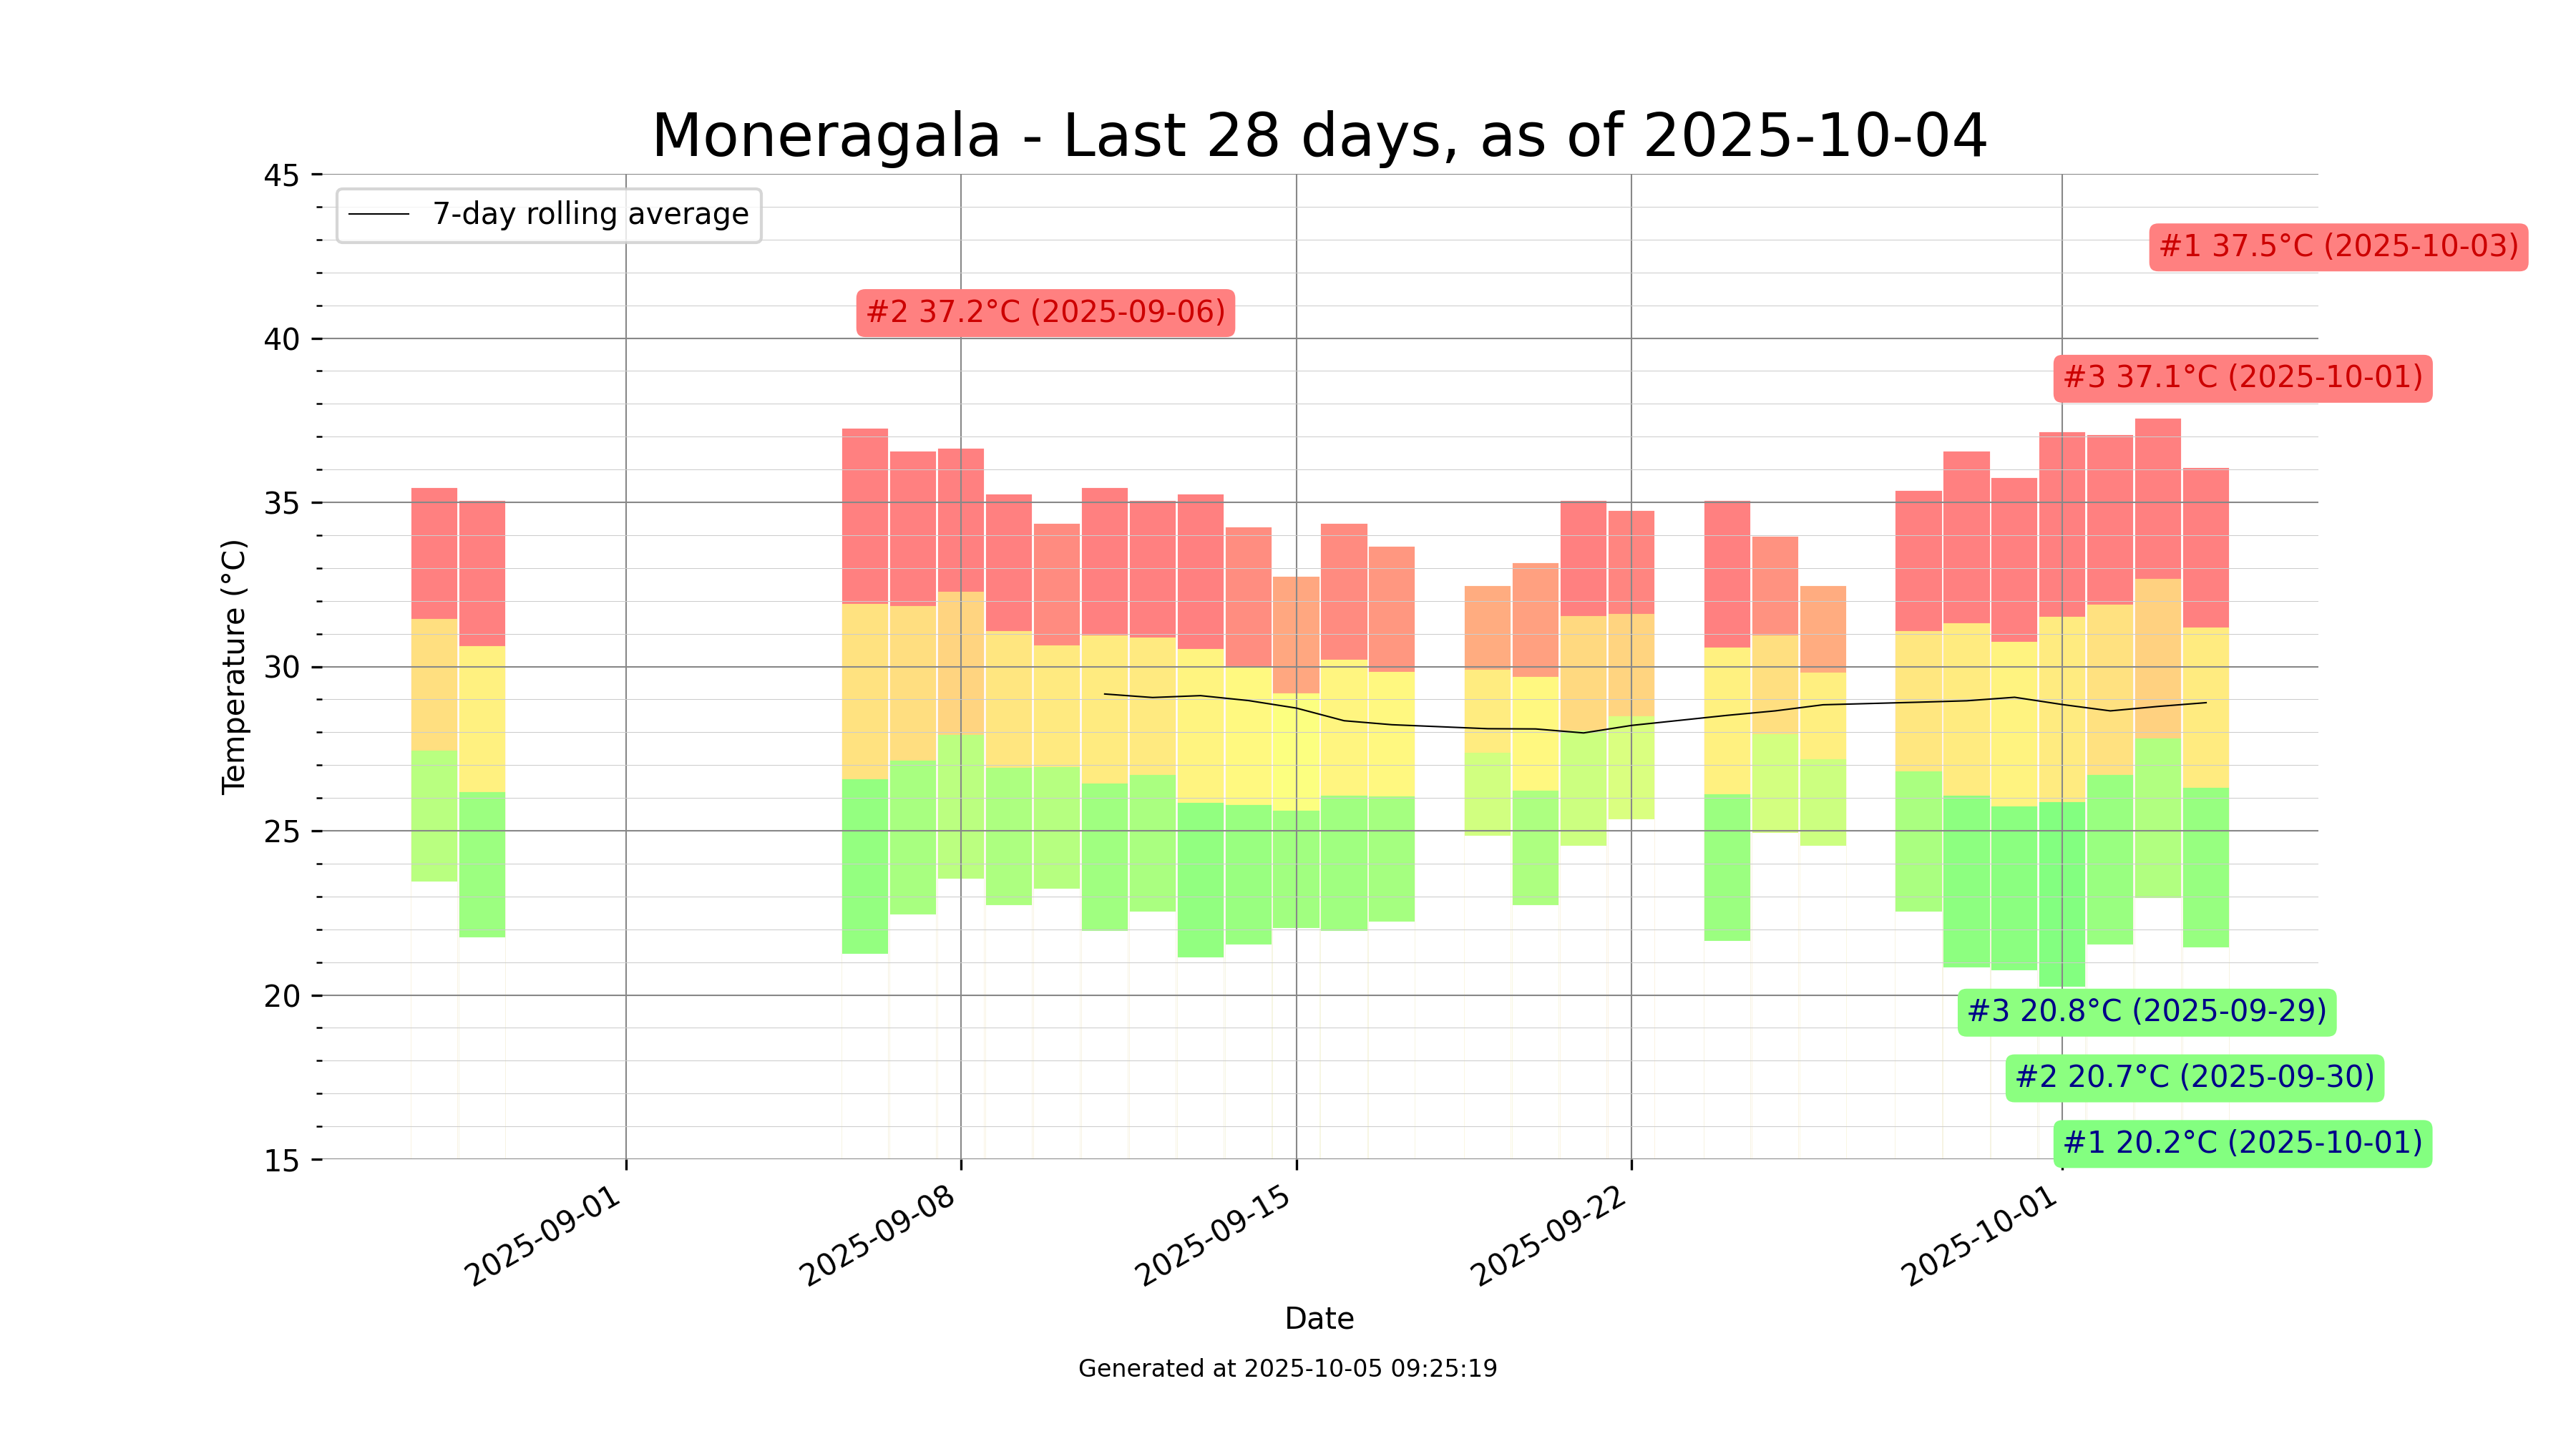 Moneragala - Last 28 days, as of 2025-10-04
45
7-day rolling average
#1 37.5°C (2025-10-03)
#2 37.2°C (2025-09-06)
40
#3 37.1°C (2025-10-01)
35
30
Temperature (°C)
25
20
#3 20.8°C (2025-09-29)
#2 20.7°C (2025-09-30)
#1 20.2°C (2025-10-01)
15
2025-09-01
2025-09-08
2025-09-15
2025-09-22
2025-10-01
Date
Generated at 2025-10-05 09:25:19